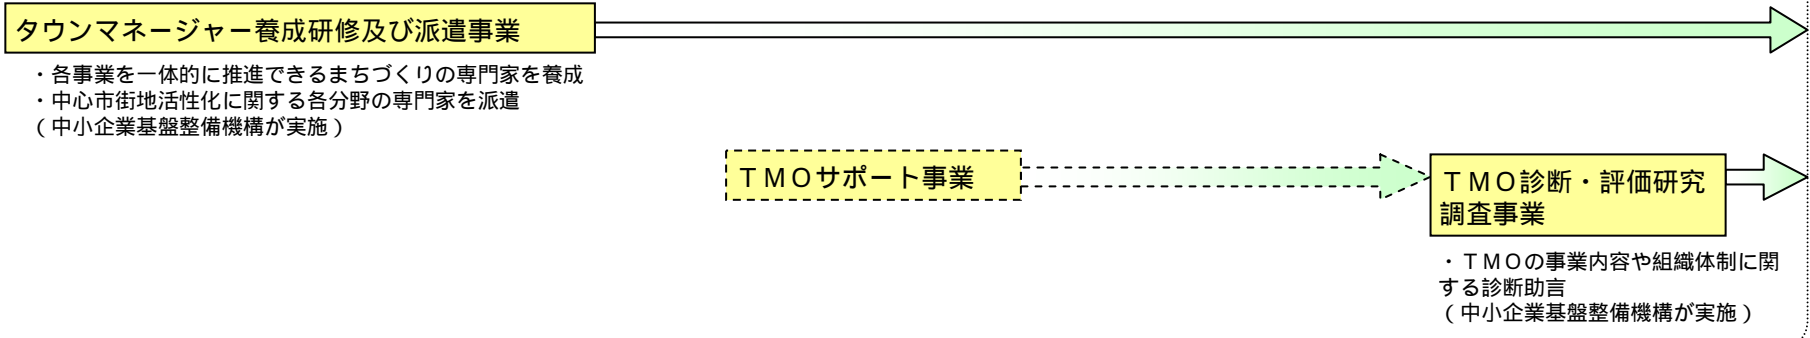 タウンマネージャー養成研修及び派遣事業
・各事業を一体的に推進できるまちづくりの専門家を養成
・中心市街地活性化に関する各分野の専門家を派遣
（中小企業基盤整備機構が実施）
ＴＭＯサポート事業
ＴＭＯ診断・評価研究
調査事業
・ＴＭＯの事業内容や組織体制に関
する診断助言
（中小企業基盤整備機構が実施）